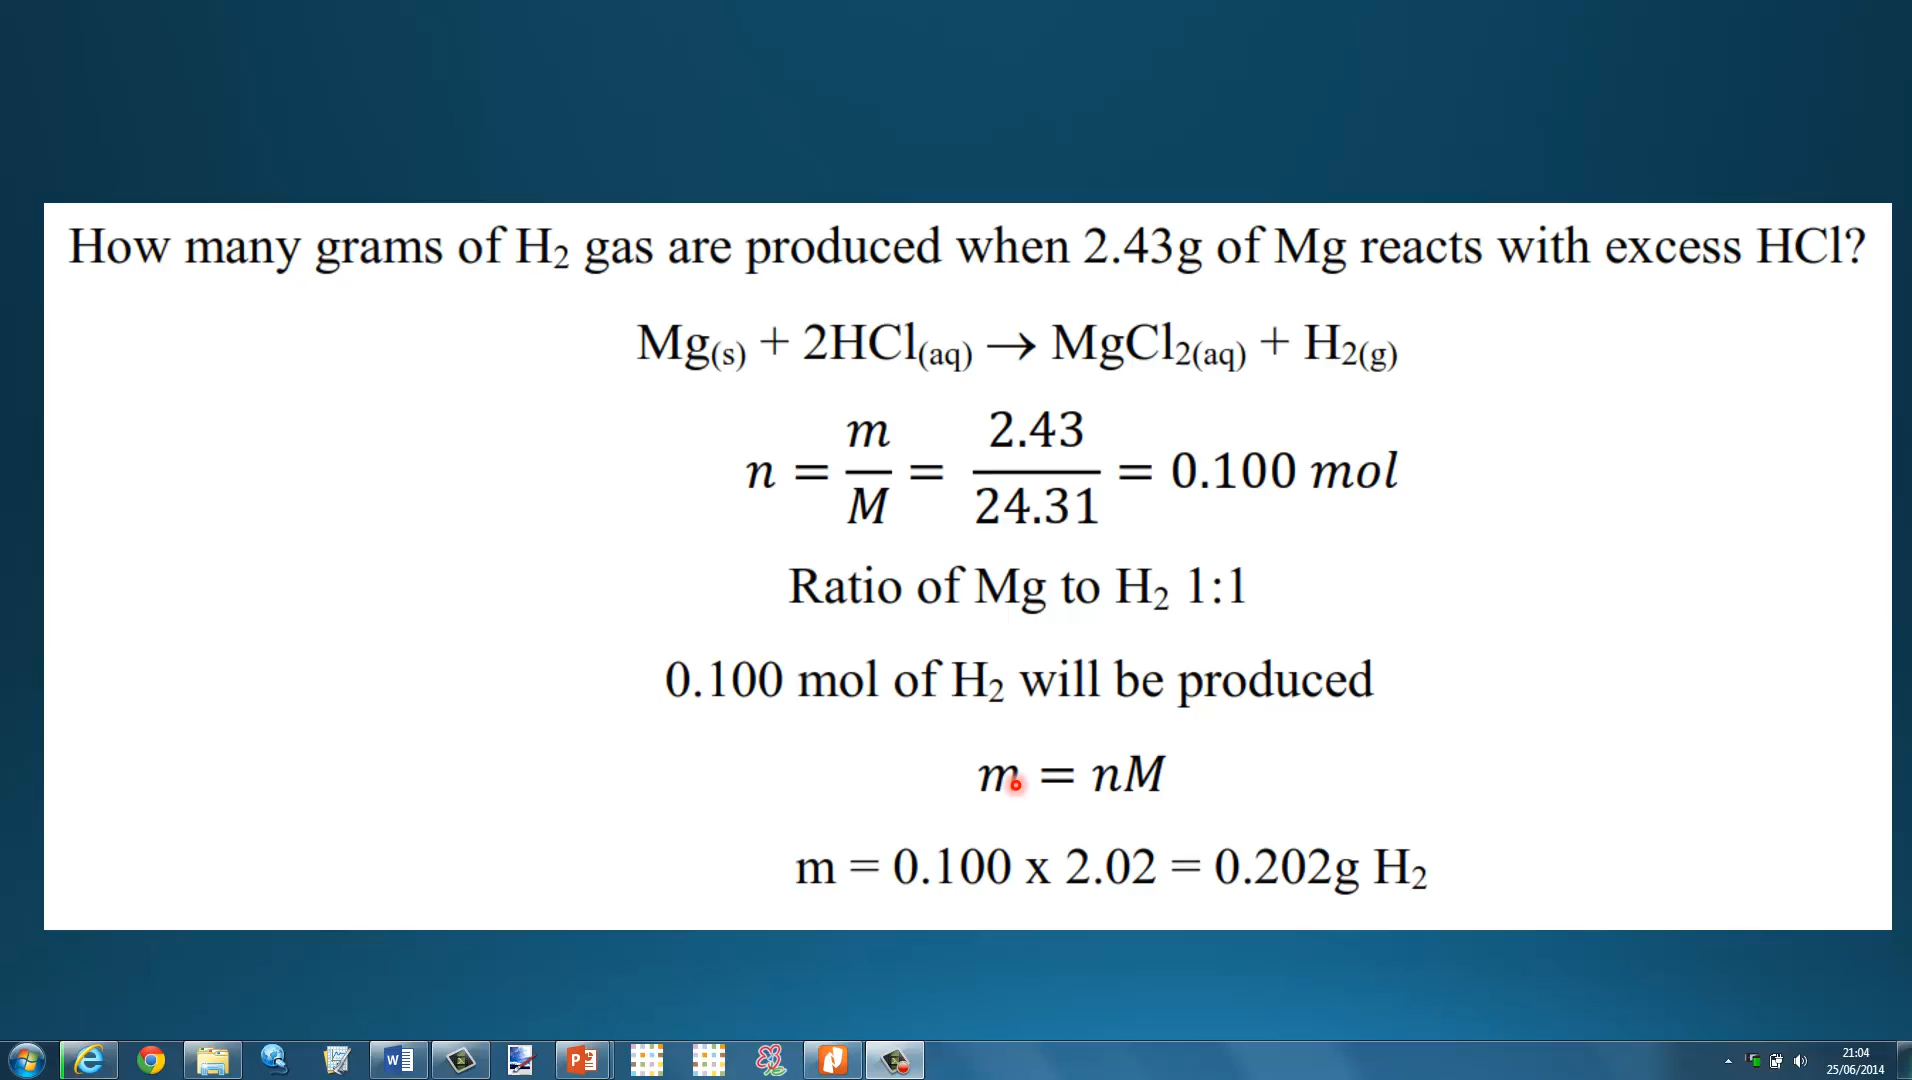 How many grams of H₂ gas are produced when 2.43g of Mg reacts with excess HCl?
Mg(s) + 2HCl(aq) → MgCl₂(aq) + H₂(g)
n = m/M = 2.43/24.31 = 0.100 mol
Ratio of Mg to H₂ 1:1
0.100 mol of H₂ will be produced
m = nM
m = 0.100 x 2.02 = 0.202g H₂
21:04
25/06/2014